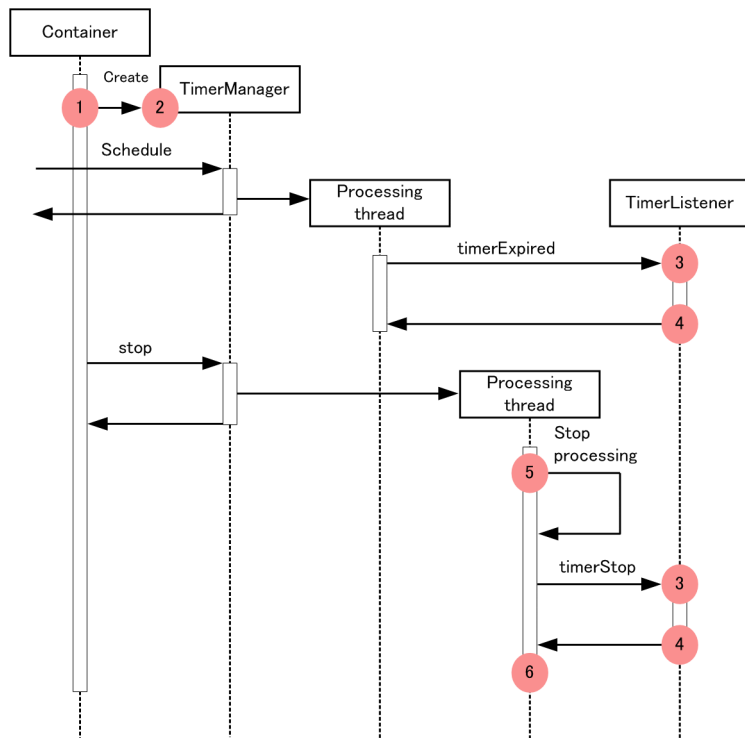 Container
Create
TimerManager
1
2
Schedule
Processing
thread
TimerListener
timerExpired
3
4
stop
Processing
thread
Stop
processing
5
timerStop
3
4
6